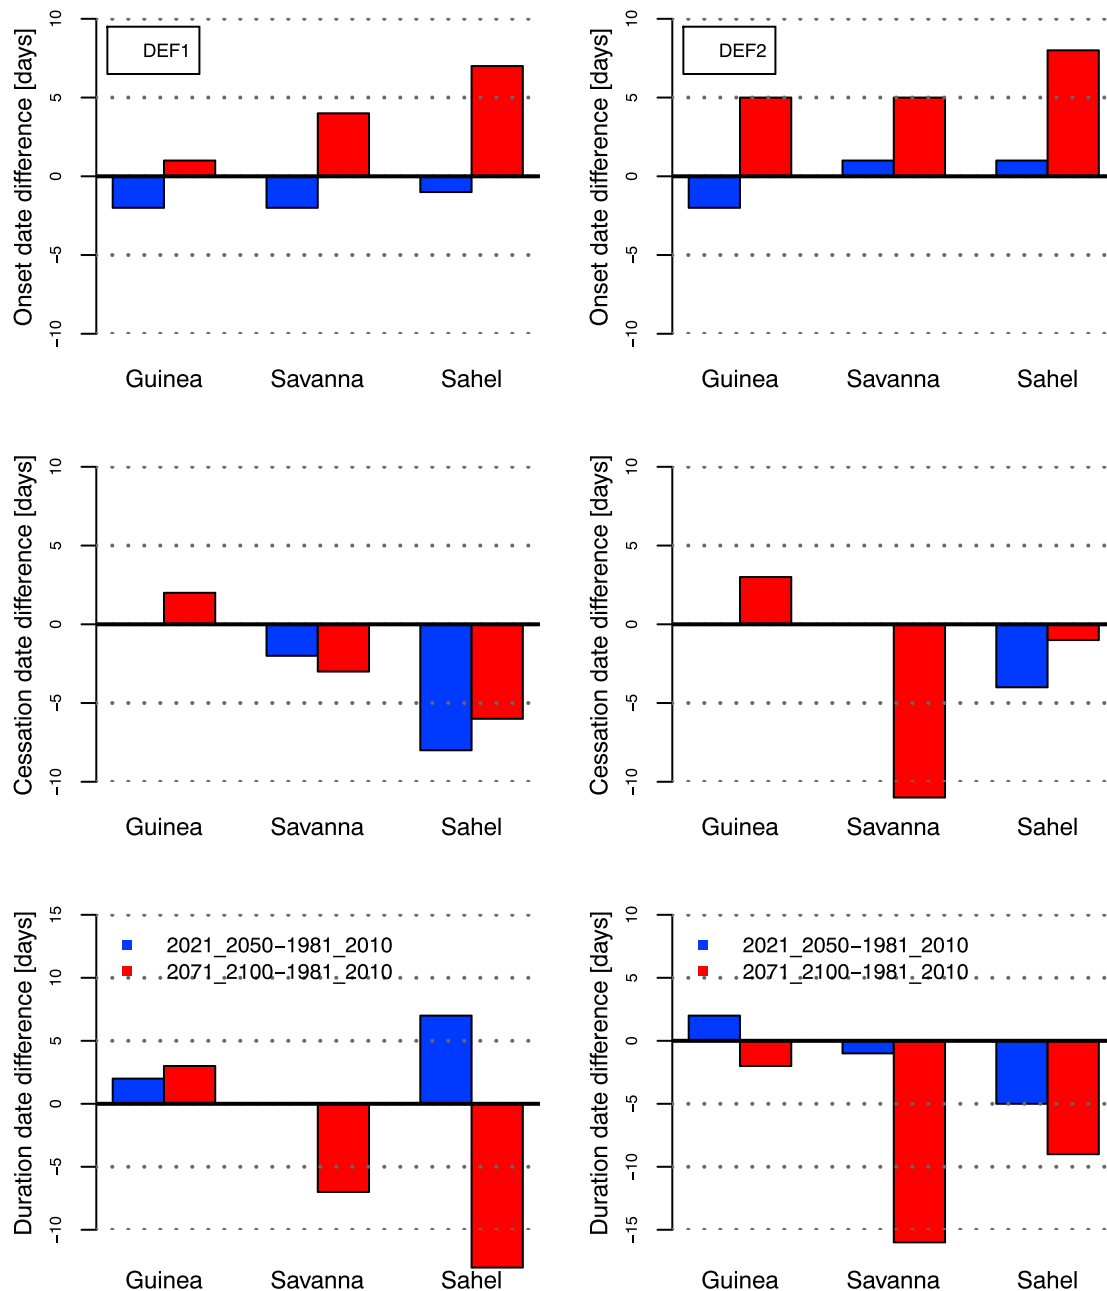 DEF1
Onset date difference [days]
10
5
0
−5
−10
Guinea Savanna Sahel
DEF2
Onset date difference [days]
10
5
0
−5
−10
Guinea Savanna Sahel
Cessation date difference [days]
10
5
0
−5
−10
Guinea Savanna Sahel
Cessation date difference [days]
10
5
0
−5
−10
Guinea Savanna Sahel
Duration date difference [days]
15
10
5
0
−5
−10
2021_2050−1981_2010
2071_2100−1981_2010
Guinea Savanna Sahel
Duration date difference [days]
10
5
0
−5
−10
−15
2021_2050−1981_2010
2071_2100−1981_2010
Guinea Savanna Sahel